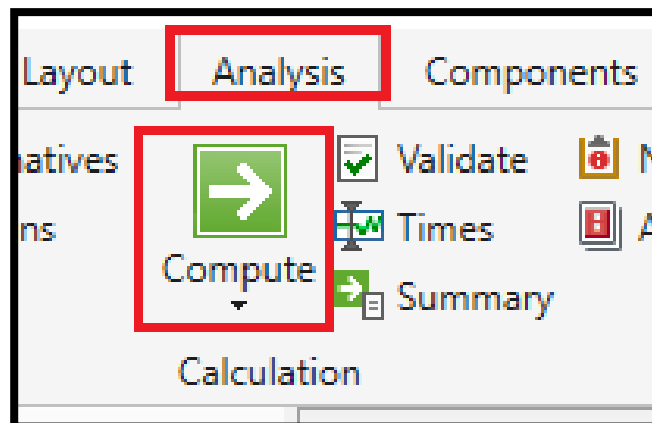 Layout Analysis Components
natives Validate N
ns Times A
Compute
Summary
Calculation